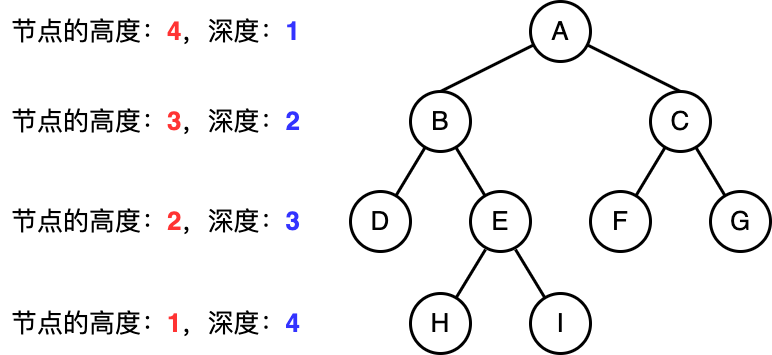 节点的高度：4，深度：1
A
节点的高度：3，深度：2
B
C
节点的高度：2，深度：3
D
E
F
G
节点的高度：1，深度：4
H
I